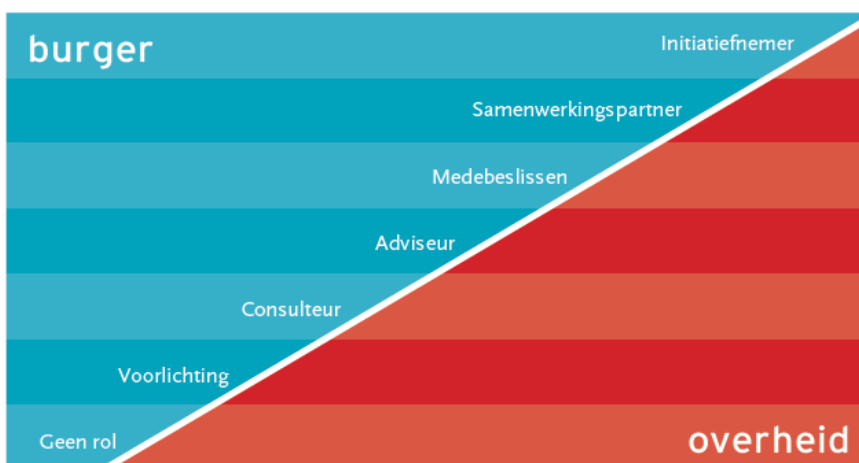 burger
Initiatiefnemer
Samenwerkingspartner
Medebeslissen
Adviseur
Consulteur
Voorlichting
Geen rol
overheid